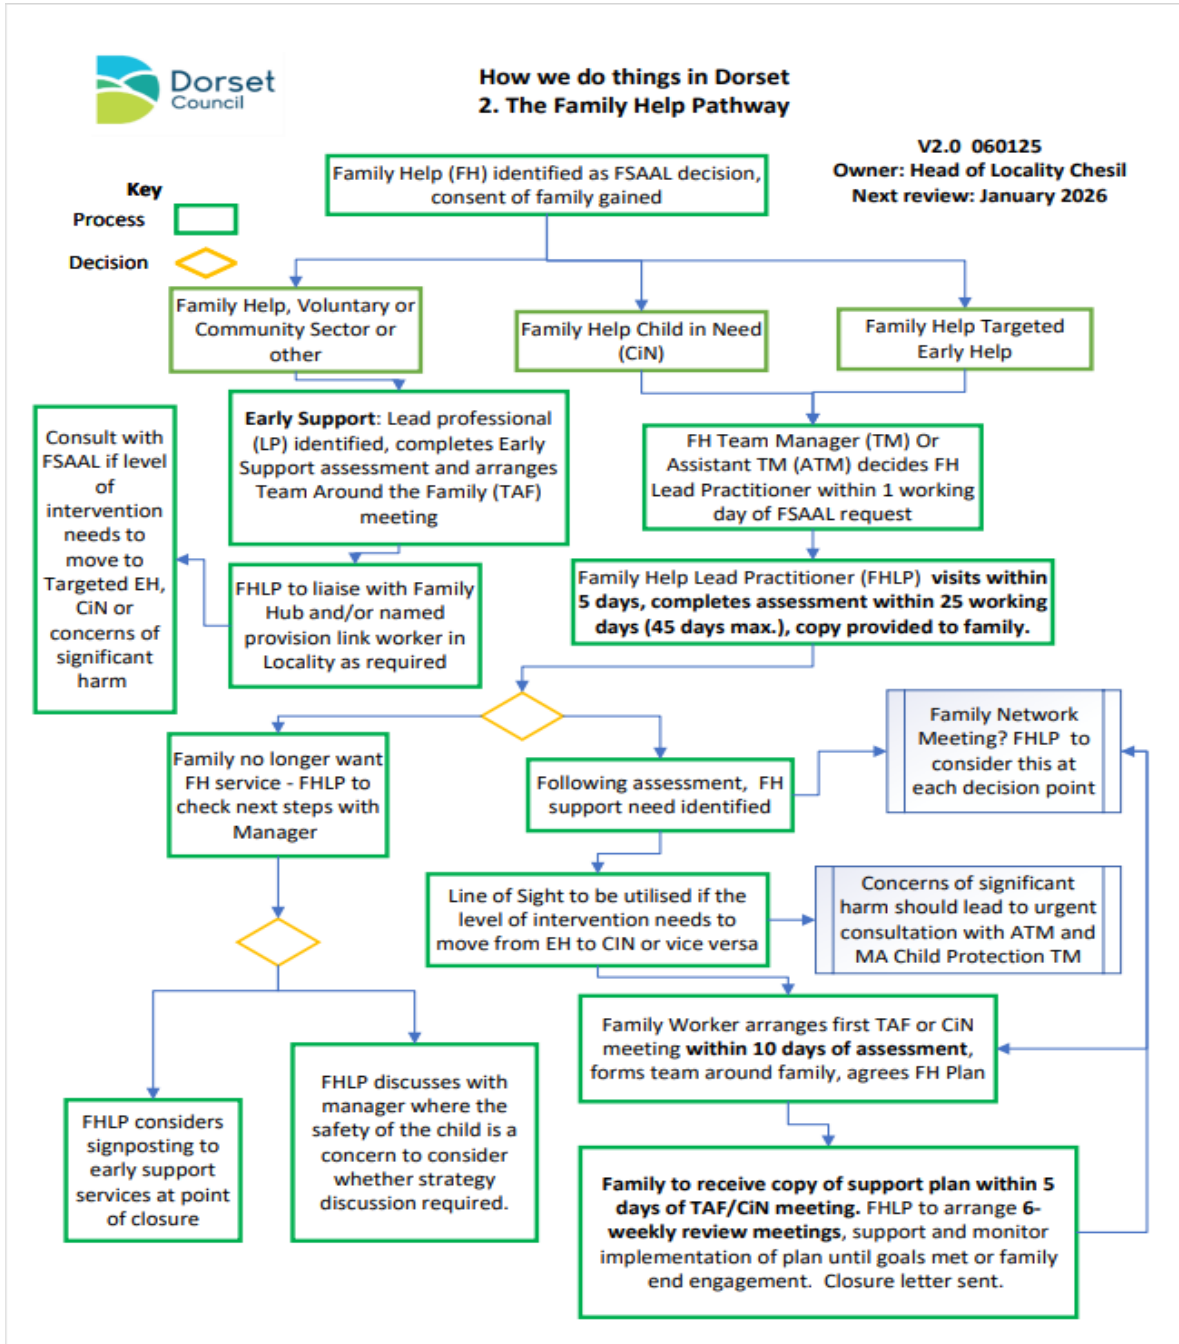 Dorset
Council
How we do things in Dorset
2. The Family Help Pathway
V2.0 060125
Owner: Head of Locality Chesil
Next review: January 2026
Key
Process
Decision
Family Help (FH) identified as FSAAL decision,
consent of family gained
Family Help, Voluntary or
Community Sector or
other
Family Help Child in Need
(CiN)
Family Help Targeted
Early Help
Consult with
FSAAL if level
of
intervention
needs to
move to
Targeted EH,
CiN or
concerns of
significant
harm
Early Support: Lead professional
(LP) identified, completes Early
Support assessment and arranges
Team Around the Family (TAF)
meeting
FH Team Manager (TM) Or
Assistant TM (ATM) decides FH
Lead Practitioner within 1 working
day of FSAAL request
FHLP to liaise with Family
Hub and/or named
provision link worker in
Locality as required
Family Help Lead Practitioner (FHLP) visits within
5 days, completes assessment within 25 working
days (45 days max.), copy provided to family.
Family no longer want
FH service - FHLP to
check next steps with
Manager
Following assessment, FH
support need identified
Family Network
Meeting? FHLP to
consider this at
each decision point
Line of Sight to be utilised if the
level of intervention needs to
move from EH to CIN or vice versa
Concerns of significant
harm should lead to urgent
consultation with ATM and
MA Child Protection TM
Family Worker arranges first TAF or CiN
meeting within 10 days of assessment,
forms team around family, agrees FH Plan
FHLP considers
signposting to
early support
services at point
of closure
FHLP discusses with
manager where the
safety of the child is a
concern to consider
whether strategy
discussion required.
Family to receive copy of support plan within 5
days of TAF/CiN meeting. FHLP to arrange 6-
weekly review meetings, support and monitor
implementation of plan until goals met or family
end engagement. Closure letter sent.